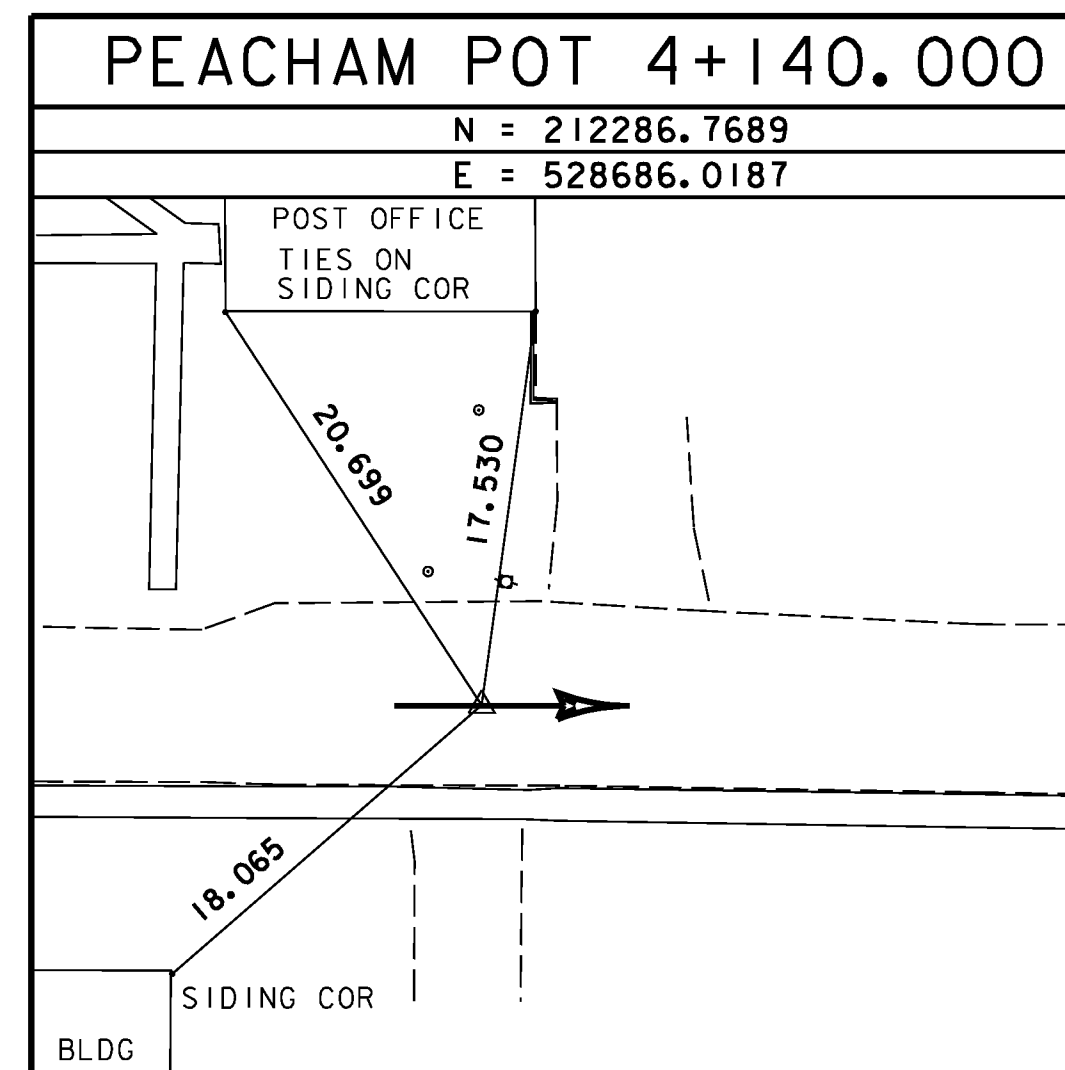 PEACHAM POT 4+140.000
N = 212286.7689
E = 528686.0187
POST OFFICE
TIES ON
SIDING COR
20.699
17.530
18.065
SIDING COR
BLDG